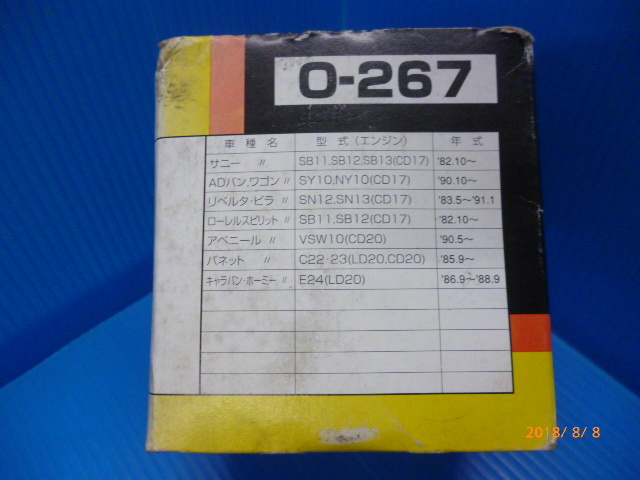 O-267
車種名 型式(エンジン) 年式
サニー 〃 SB11,SB12,SB13(CD17) '82.10~
ADバン,ワゴン 〃 SY10,NY10(CD17) '90.10~
リベルタ・ビラ 〃 SN12,SN13(CD17) '83.5~'91.1
ローレルスピリット 〃 SB11,SB12(CD17) '82.10~
アベニール 〃 VSW10(CD20) '90.5~
バネット 〃 C22・23(LD20,CD20) '85.9~
キャラバン・ホーミー 〃 E24(LD20) '86.9~'88.9
2018/ 8/ 8